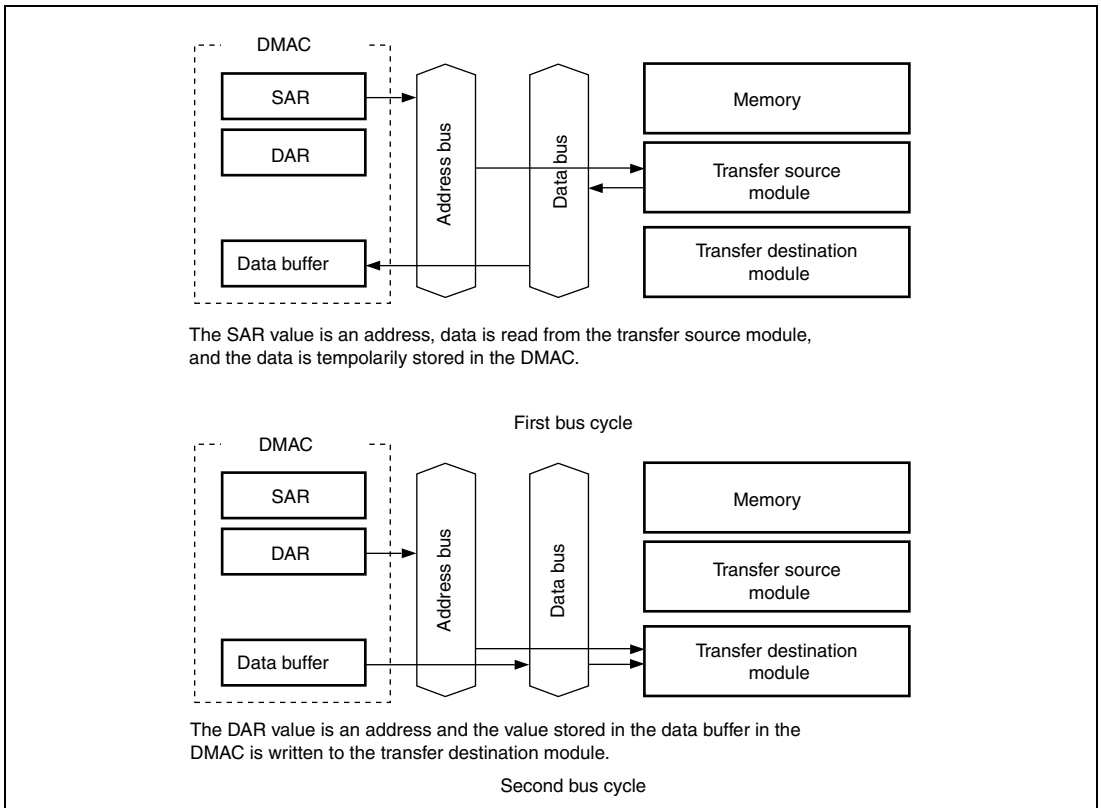 DMAC
SAR
DAR
Data buffer
Address bus
Data bus
Memory
Transfer source
module
Transfer destination
module
The SAR value is an address, data is read from the transfer source module,
and the data is tempolarily stored in the DMAC.
First bus cycle
DMAC
SAR
DAR
Data buffer
Address bus
Data bus
Memory
Transfer source
module
Transfer destination
module
The DAR value is an address and the value stored in the data buffer in the
DMAC is written to the transfer destination module.
Second bus cycle